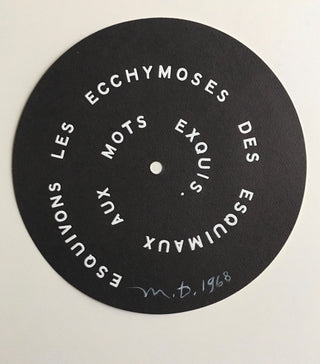 ESQUIVONS LES ECCHYMOSES DES ESQUIMAUX AUX MOTS EXQUIS.
m.D. 1968